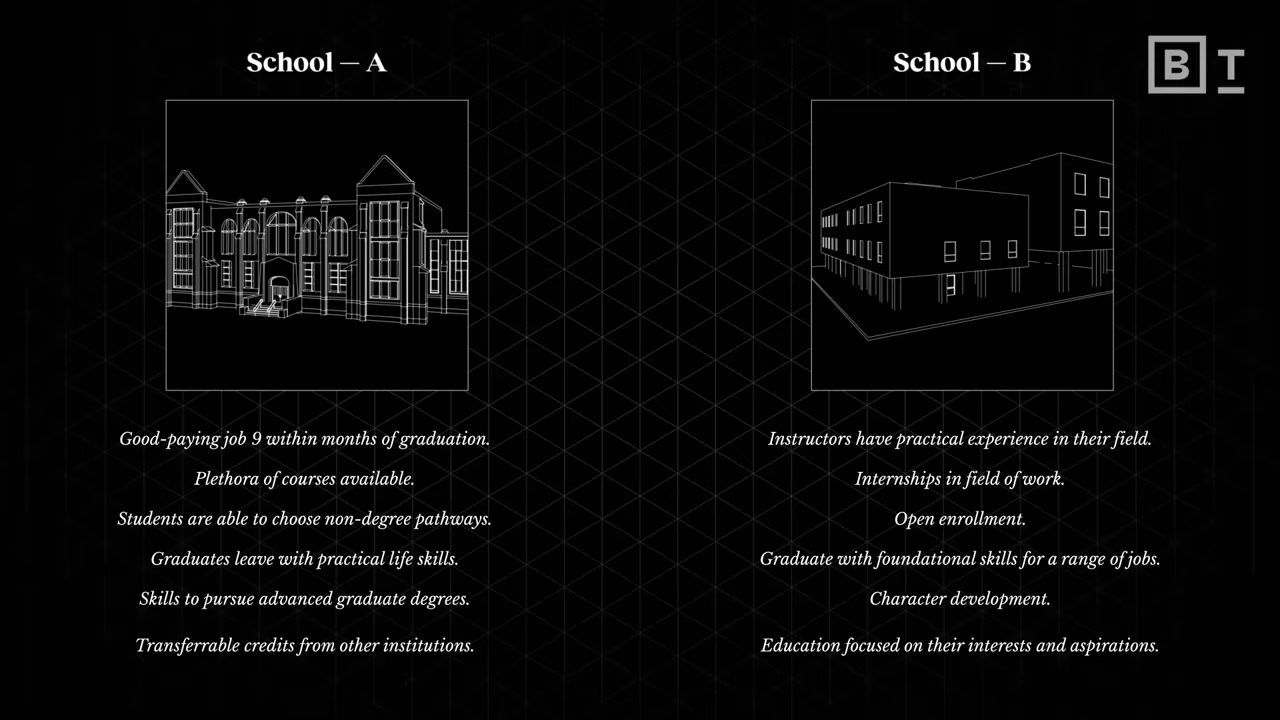 School — A
School — B
B T
Good-paying job 9 within months of graduation.
Plethora of courses available.
Students are able to choose non-degree pathways.
Graduates leave with practical life skills.
Skills to pursue advanced graduate degrees.
Transferrable credits from other institutions.
Instructors have practical experience in their field.
Internships in field of work.
Open enrollment.
Graduate with foundational skills for a range of jobs.
Character development.
Education focused on their interests and aspirations.